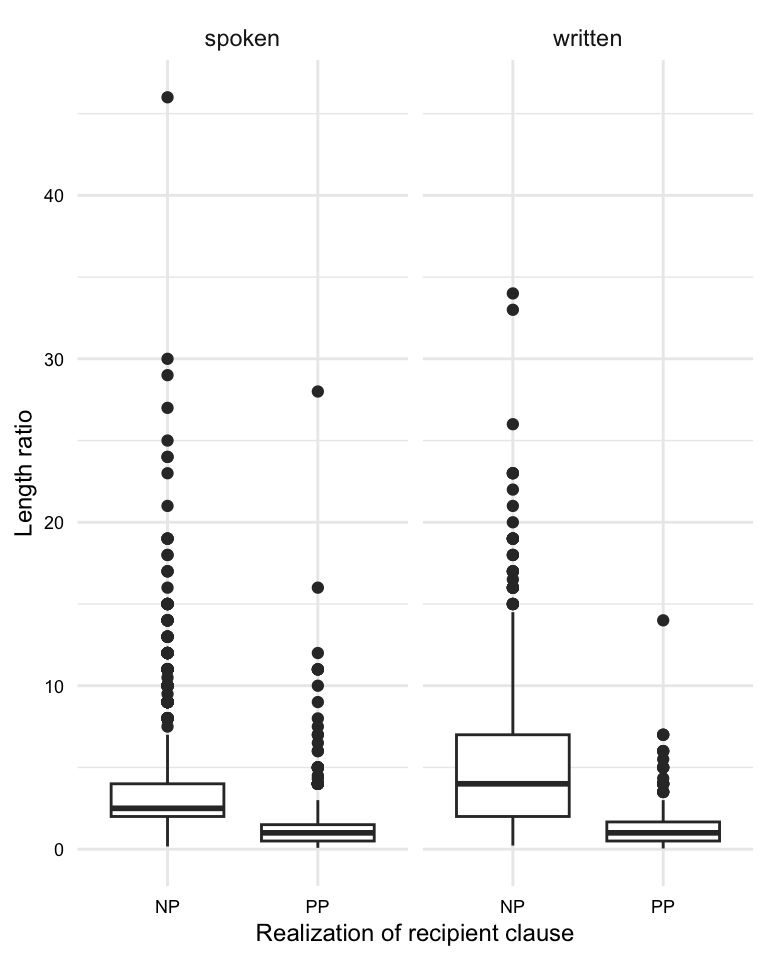 spoken written
40
30
20
10
0
Length ratio
NP PP NP PP
Realization of recipient clause